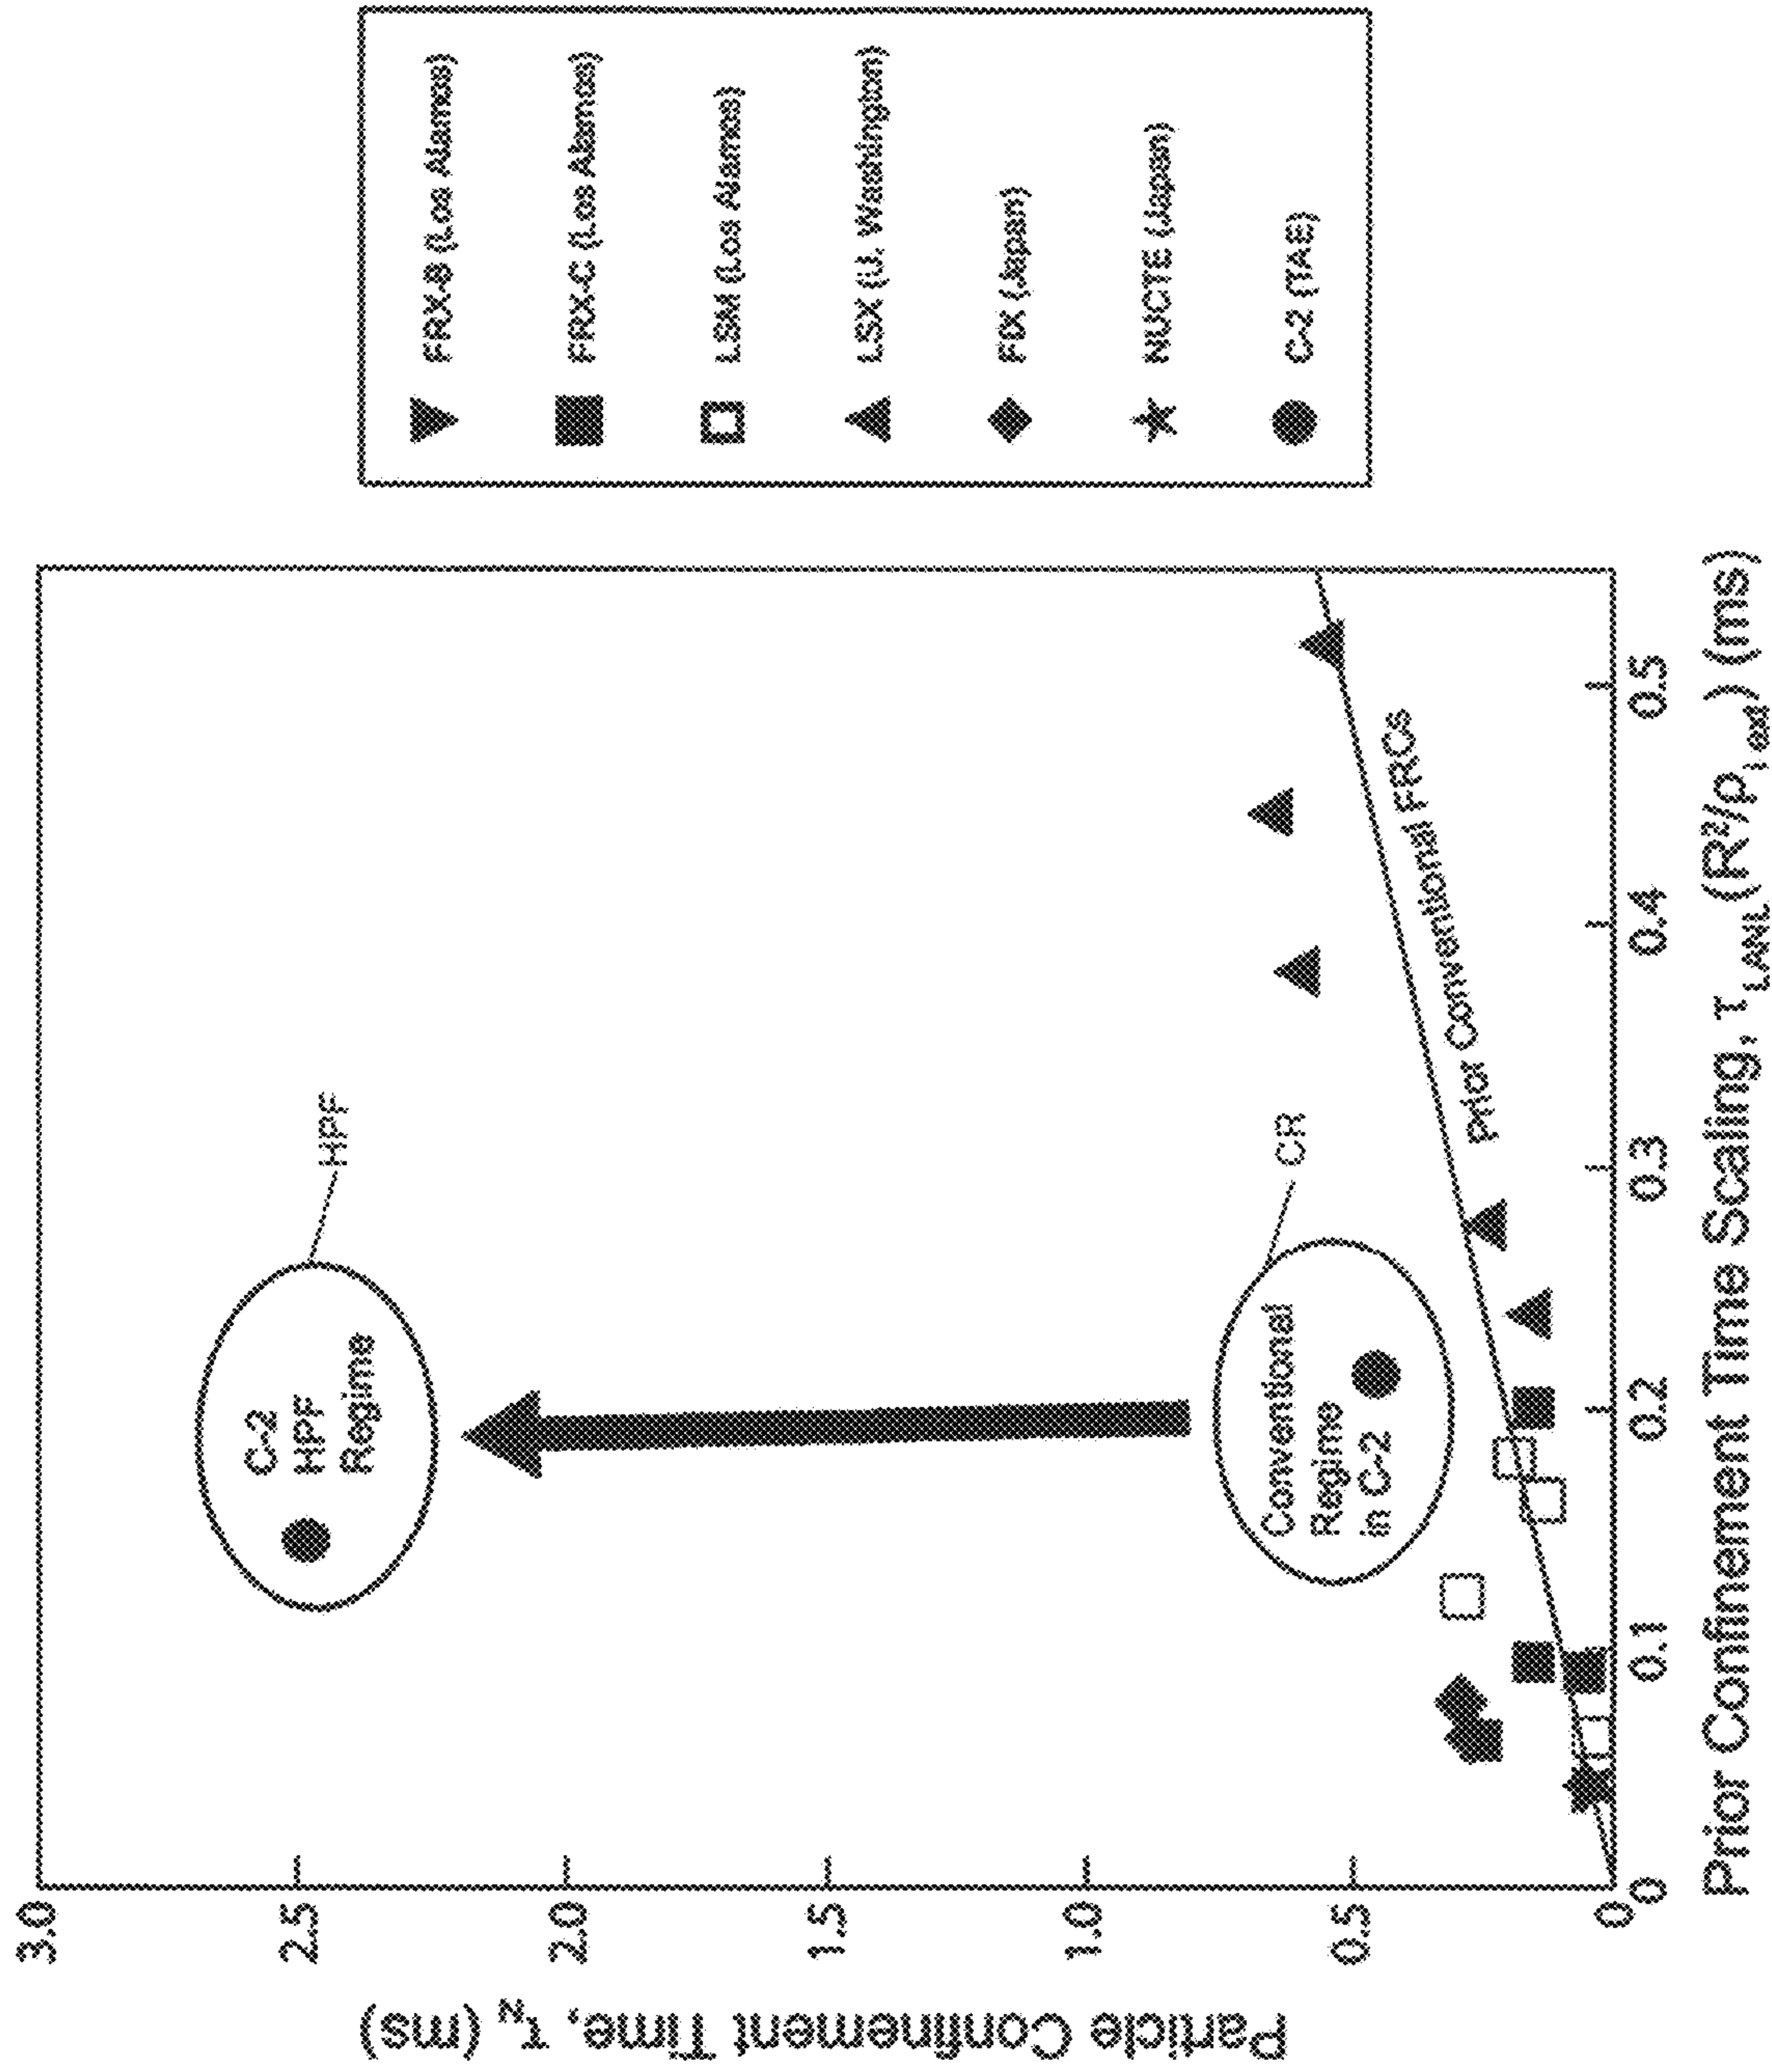 3.0
2.5
2.0
1.5
1.0
0.5
0
Particle Confinement Time, τN (ms)
C-2
HPF
Regime
HPF
Conventional
Regime
in C-2
CR
Prior Conventional FRCs
0
0.1
0.2
0.3
0.4
0.5
Prior Confinement Time Scaling, τLANL (R²/ρi,ext) (ms)
FRX-B (Los Alamos)
FRX-C (Los Alamos)
LSM (Los Alamos)
LSX (U. Washington)
FIX (Japan)
NUCTE (Japan)
C-2 (TAE)